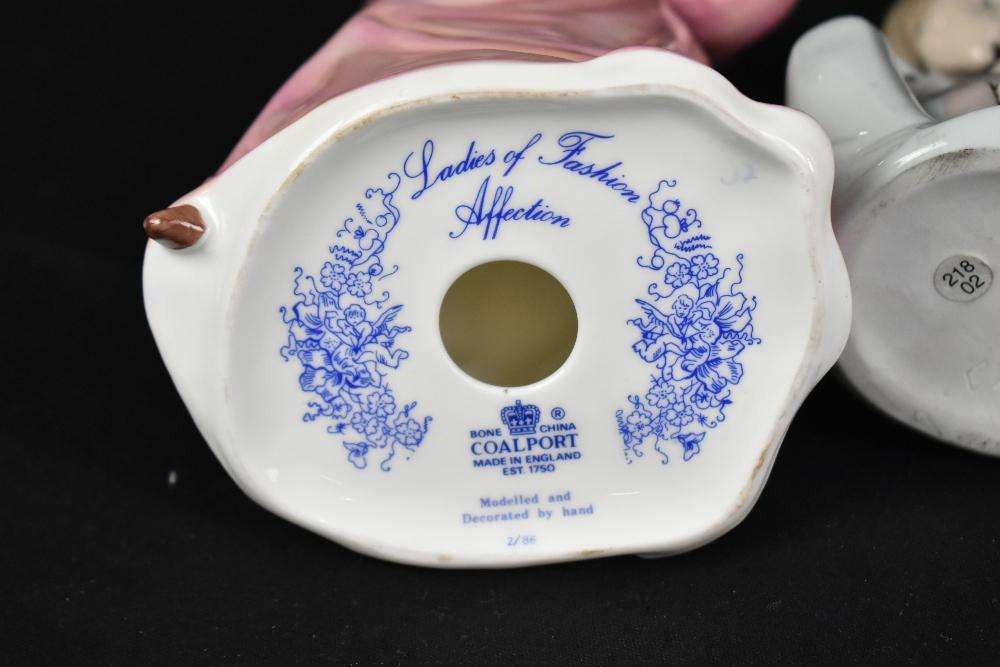 Ladies of Fashion
Affection
BONE CHINA ®
COALPORT
MADE IN ENGLAND
EST. 1750
Modelled and
Decorated by hand
2/86
218
02